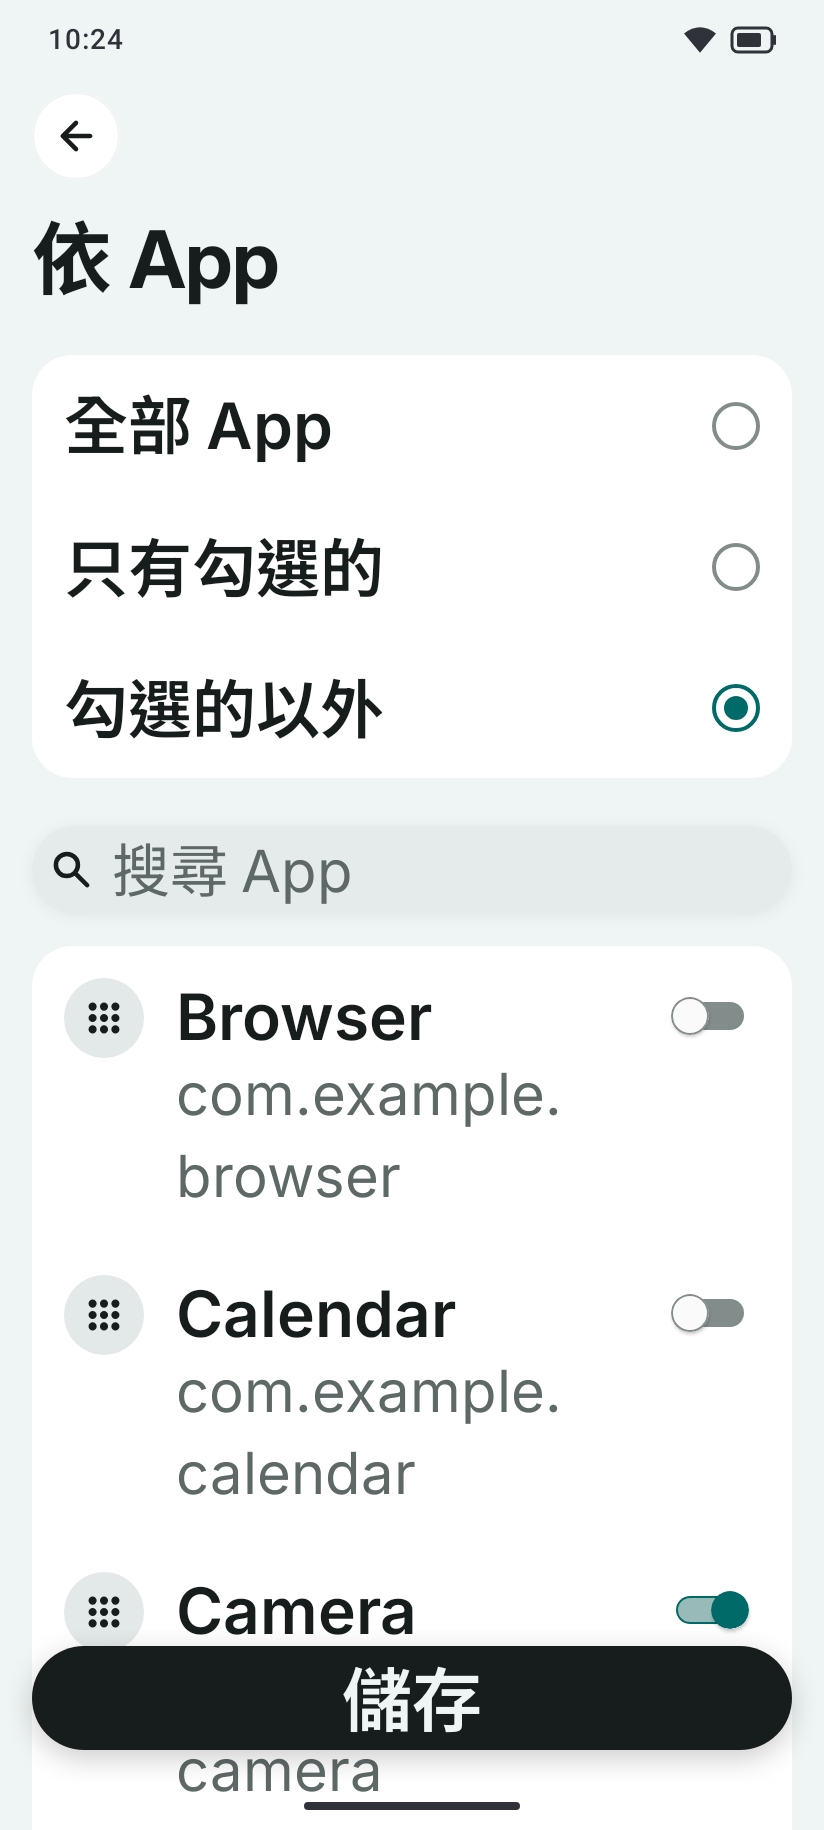 10:24
依 App
全部 App
只有勾選的
勾選的以外
搜尋 App
Browser
com.example.
browser
Calendar
com.example.
calendar
Camera
儲存
camera